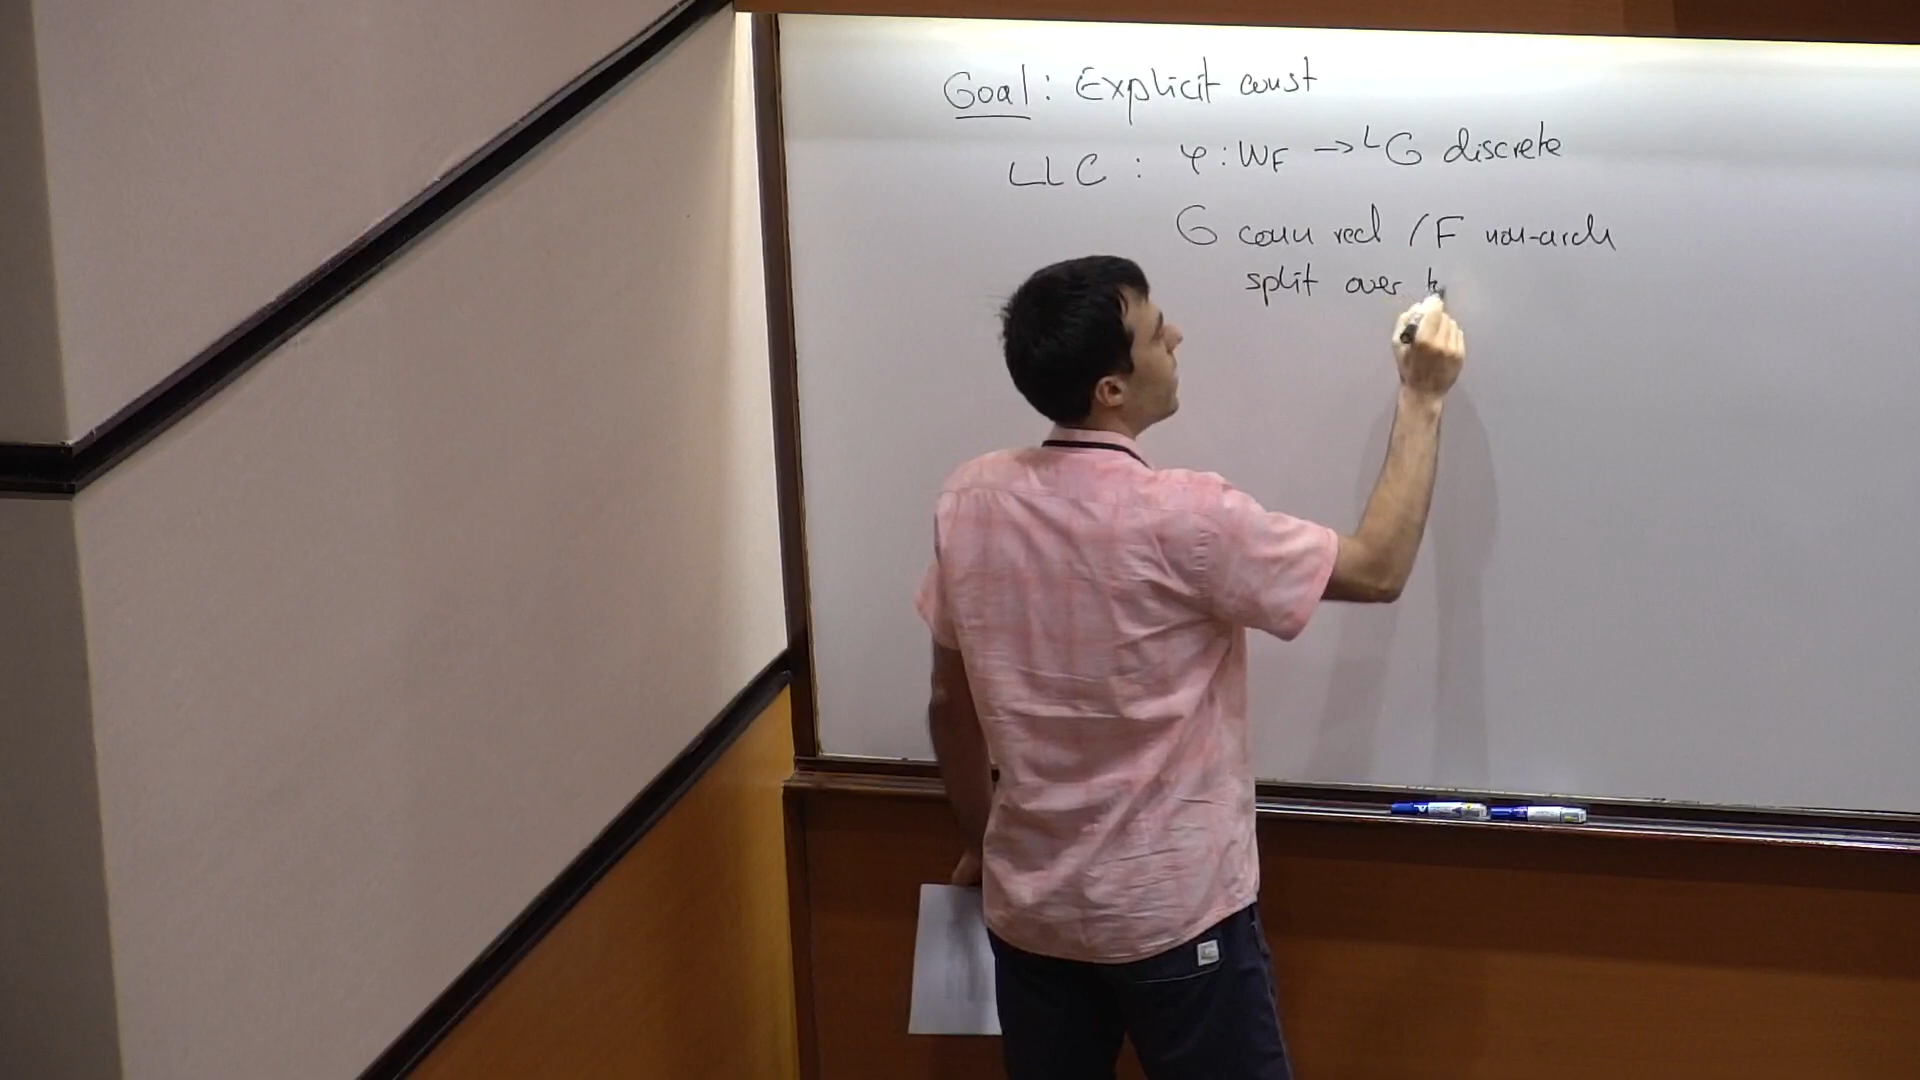 Goal: Explicit const
LLC: φ: W_F → ᴸG discrete
G conn red / F non-arch
split over t